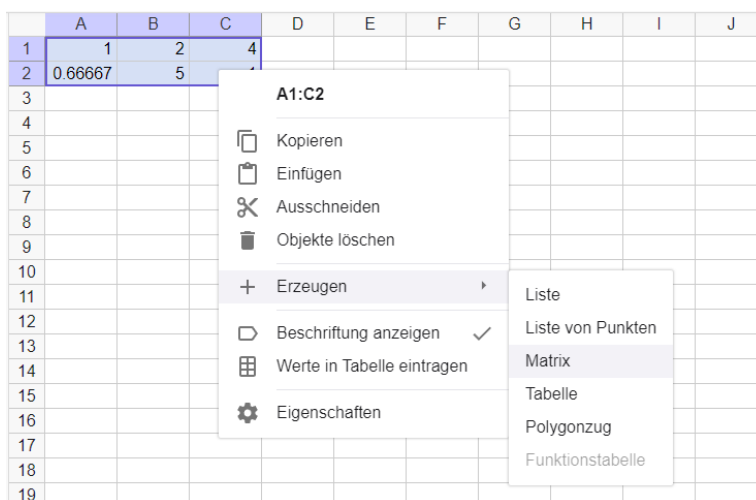 A B C D E F G H I J
1 1 2 4
2 0.66667 5
3 A1:C2
4
5 Kopieren
6 Einfügen
7
8 Ausschneiden
9 Objekte löschen
10
11 Erzeugen Liste
12 Liste von Punkten
13 Beschriftung anzeigen
14 Werte in Tabelle eintragen Matrix
15 Tabelle
16 Eigenschaften Polygonzug
17
18 Funktionstabelle
19